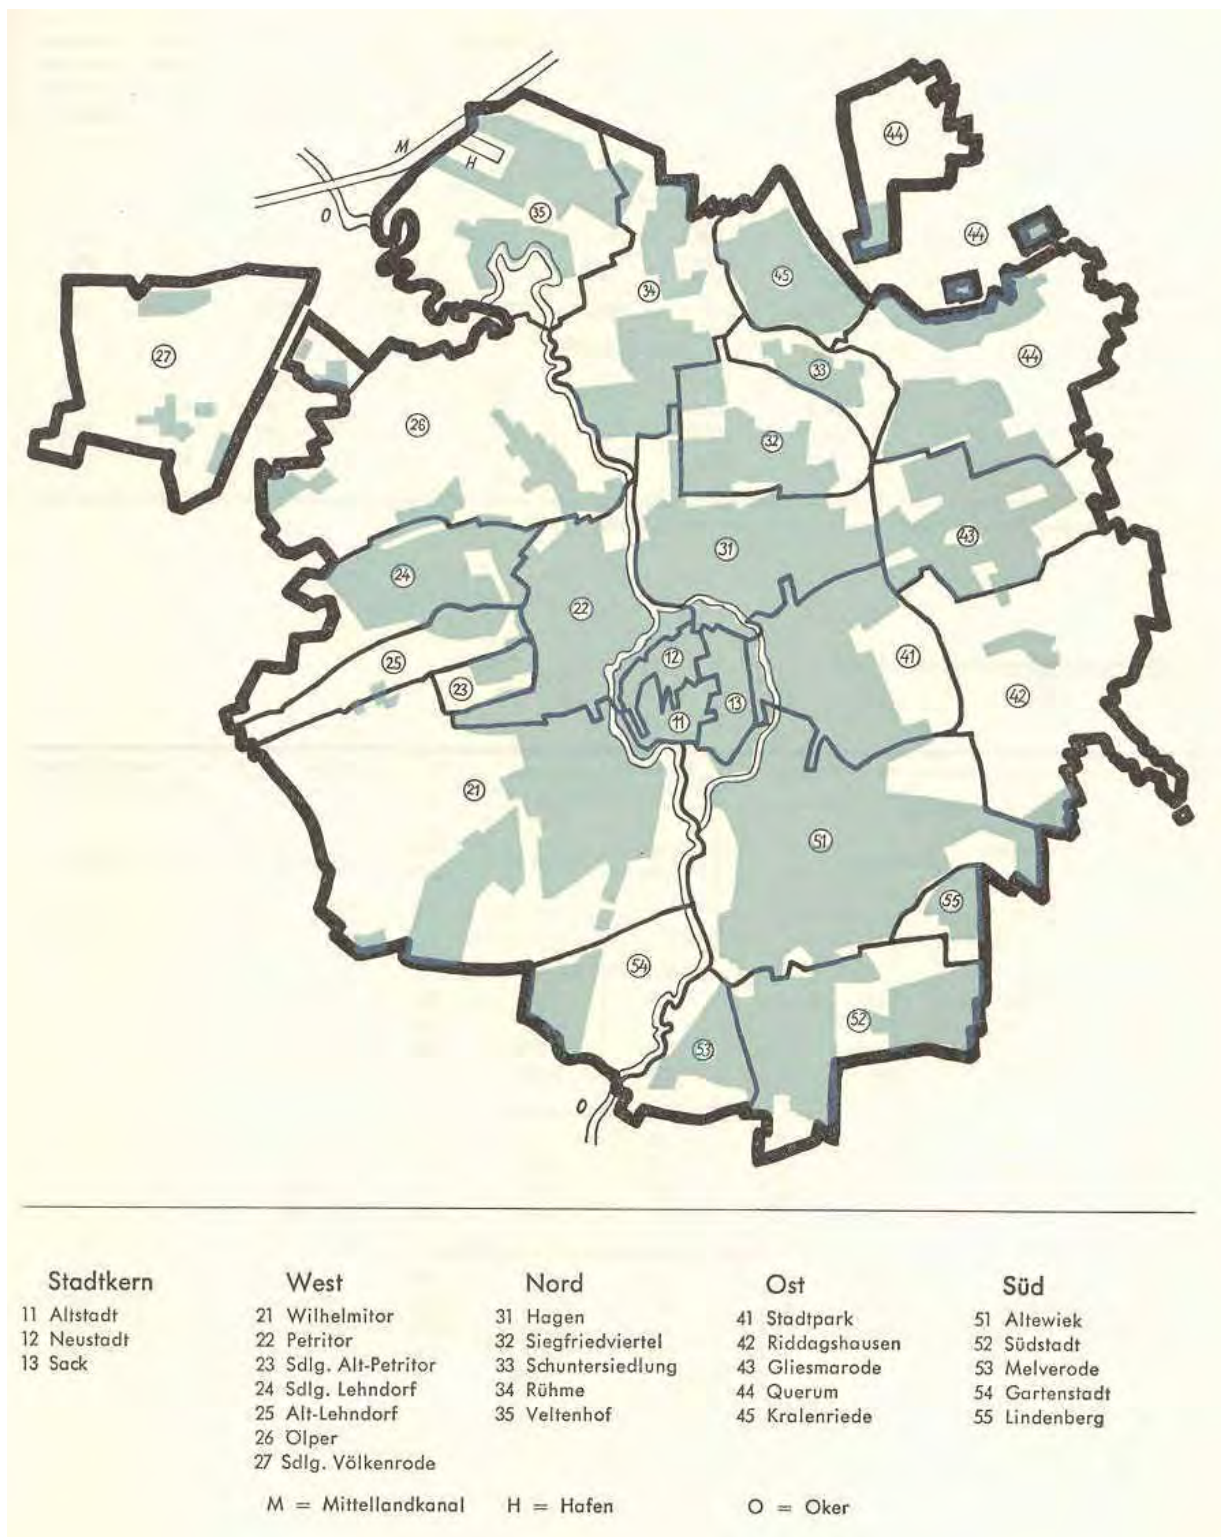 44
M
H
35
O
44
45
34
27
33
44
26
32
43
31
24
22
12
41
25
23
13
42
11
21
51
55
54
52
53
O
Stadtkern
11 Altstadt
12 Neustadt
13 Sack
West
21 Wilhelmitor
22 Petritor
23 Sdlg. Alt-Petritor
24 Sdlg. Lehndorf
25 Alt-Lehndorf
26 Ölper
27 Sdlg. Völkenrode
Nord
31 Hagen
32 Siegfriedviertel
33 Schuntersiedlung
34 Rühme
35 Veltenhof
Ost
41 Stadtpark
42 Riddagshausen
43 Gliesmarode
44 Querum
45 Kralenriede
Süd
51 Altewiek
52 Südstadt
53 Melverode
54 Gartenstadt
55 Lindenberg
M = Mittellandkanal
H = Hafen
O = Oker